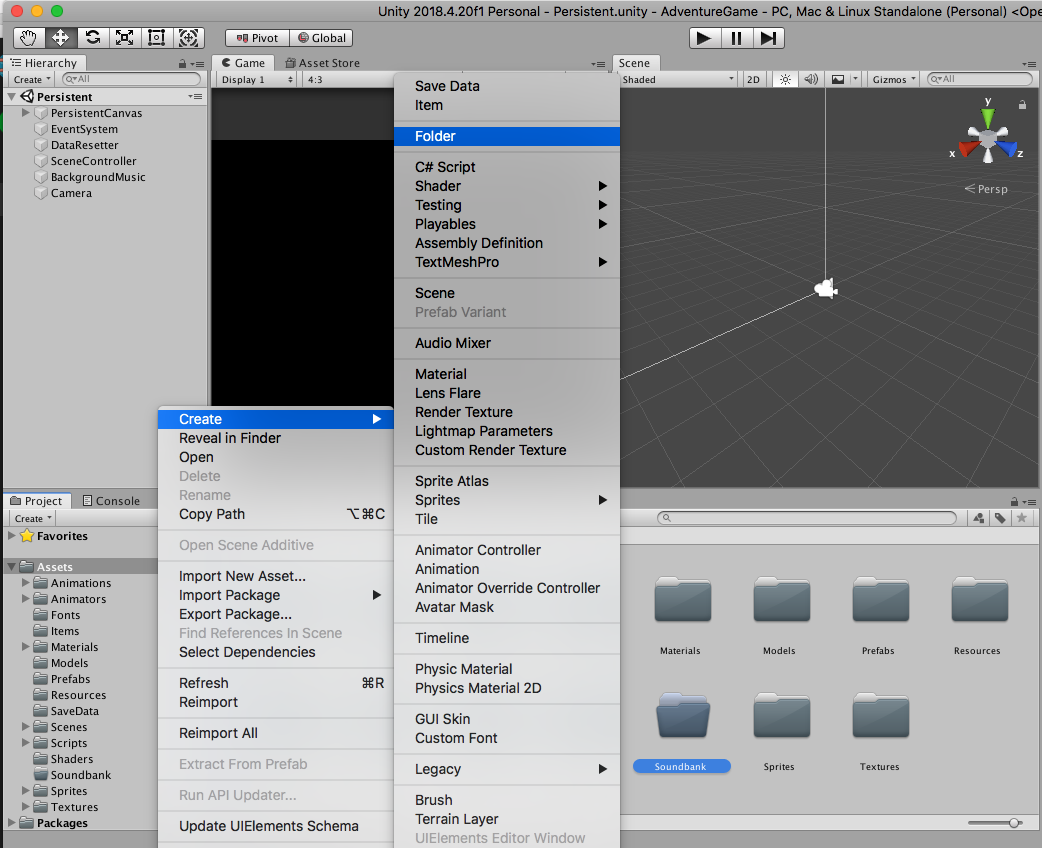 Unity 2018.4.20f1 Personal - Persistent.unity - AdventureGame - PC, Mac & Linux Standalone (Personal) <Ope
Pivot
Global
Hierarchy
Create
All
Persistent
PersistentCanvas
EventSystem
DataResetter
SceneController
BackgroundMusic
Camera
Game
Asset Store
Display 1
4:3
Scene
Shaded
2D
Gizmos
All
y
x
z
Persp
Save Data
Item
Folder
C# Script
Shader
Testing
Playables
Assembly Definition
TextMeshPro
Scene
Prefab Variant
Audio Mixer
Material
Lens Flare
Render Texture
Lightmap Parameters
Custom Render Texture
Sprite Atlas
Sprites
Tile
Animator Controller
Animation
Animator Override Controller
Avatar Mask
Timeline
Physic Material
Physics Material 2D
GUI Skin
Custom Font
Legacy
Brush
Terrain Layer
UIElements Editor Window
Create
Reveal in Finder
Open
Delete
Rename
Copy Path ⌥⌘C
Open Scene Additive
Import New Asset...
Import Package
Export Package...
Find References In Scene
Select Dependencies
Refresh ⌘R
Reimport
Reimport All
Extract From Prefab
Run API Updater...
Update UIElements Schema
Project
Console
Create
Favorites
Assets
Animations
Animators
Fonts
Items
Materials
Models
Prefabs
Resources
SaveData
Scenes
Scripts
Shaders
Soundbank
Sprites
Textures
Packages
Materials
Models
Prefabs
Resources
Soundbank
Sprites
Textures